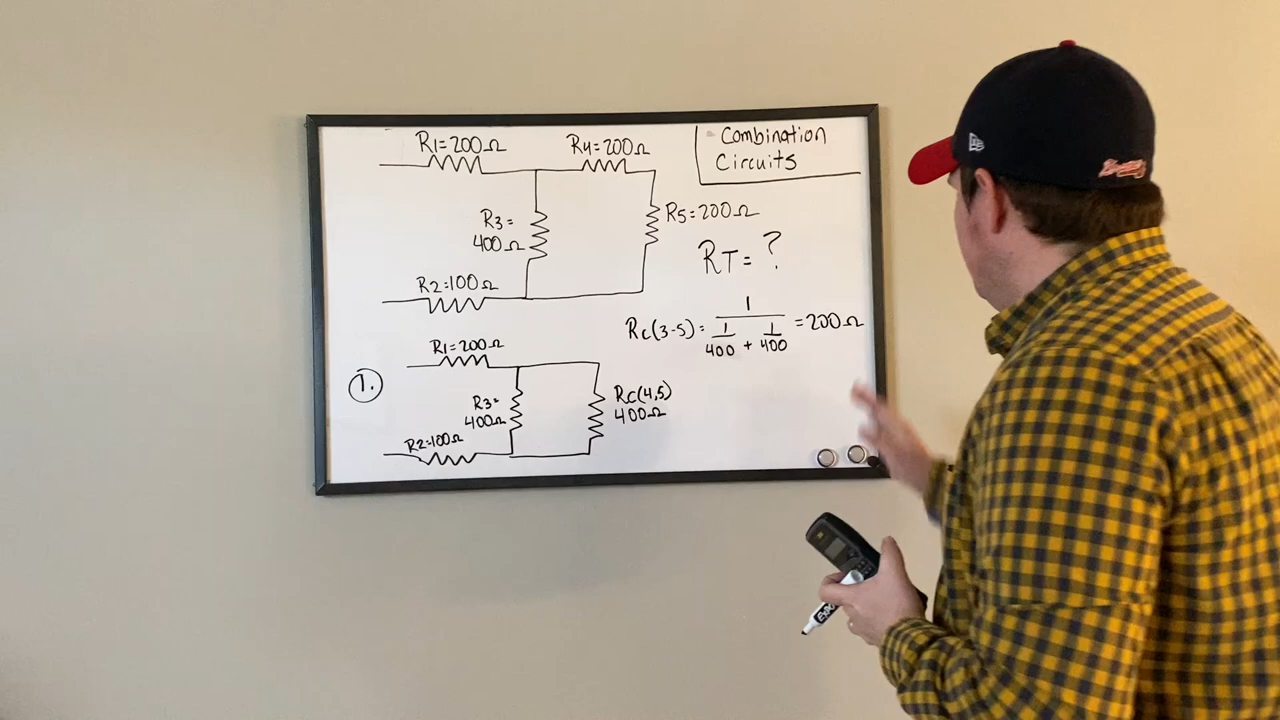 R1=200Ω
R4=200Ω
Combination
Circuits
R3=
400Ω
R5=200Ω
RT= ?
R2=100Ω
Rc(3-5)= 1 / (1/400 + 1/400) =200Ω
1.
R1=200Ω
R3=
400Ω
Rc(4,5)
400Ω
R2=100Ω
EXPO